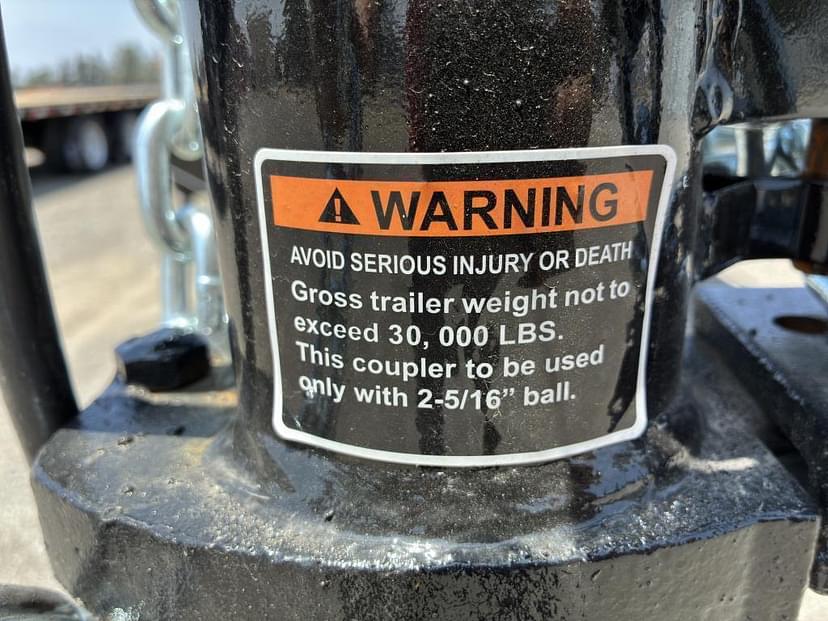 WARNING
AVOID SERIOUS INJURY OR DEATH
Gross trailer weight not to
exceed 30, 000 LBS.
This coupler to be used
only with 2-5/16” ball.